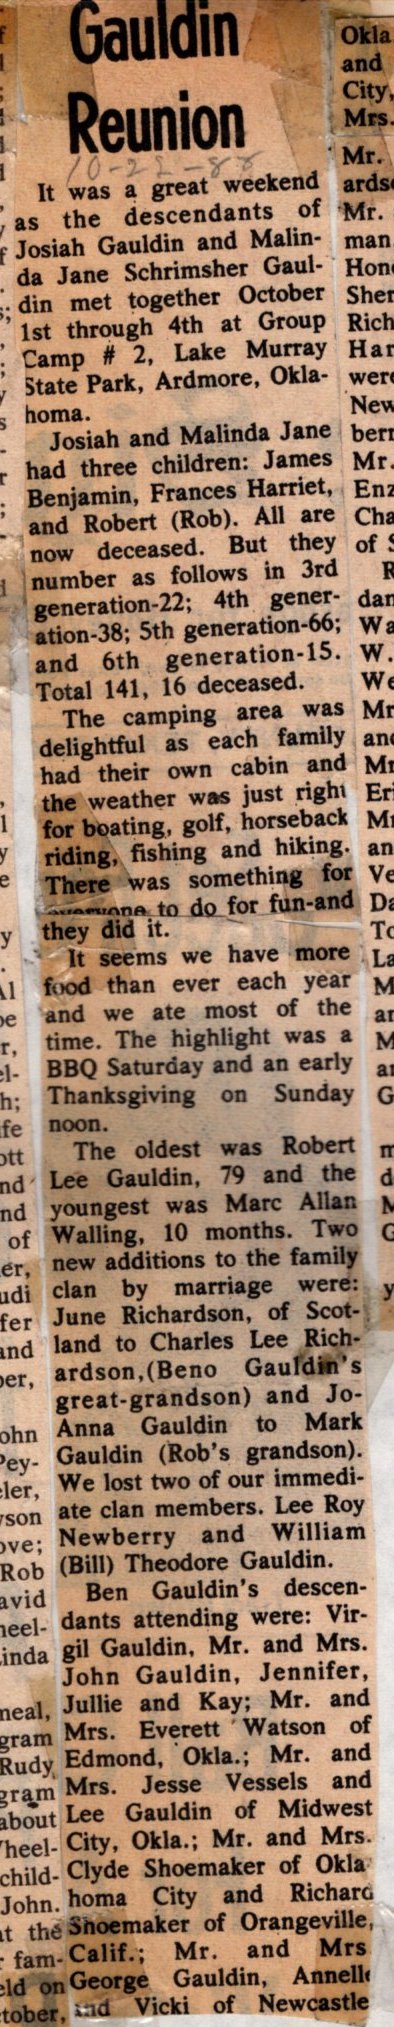 Gauldin
Reunion
10-22-88
It was a great weekend
as the descendants of
Josiah Gauldin and Malin-
da Jane Schrimsher Gaul-
din met together October
1st through 4th at Group
Camp # 2, Lake Murray
State Park, Ardmore, Okla-
homa.
Josiah and Malinda Jane
had three children: James
Benjamin, Frances Harriet,
and Robert (Rob). All are
now deceased. But they
number as follows in 3rd
generation-22; 4th gener-
ation-38; 5th generation-66;
and 6th generation-15.
Total 141, 16 deceased.
The camping area was
delightful as each family
had their own cabin and
the weather was just right
for boating, golf, horseback
riding, fishing and hiking.
There was something for
everyone to do for fun-and
they did it.
It seems we have more
food than ever each year
and we ate most of the
time. The highlight was a
BBQ Saturday and an early
Thanksgiving on Sunday
noon.
The oldest was Robert
Lee Gauldin, 79 and the
youngest was Marc Allan
Walling, 10 months. Two
new additions to the family
clan by marriage were:
June Richardson, of Scot-
land to Charles Lee Rich-
ardson,(Beno Gauldin's
great-grandson) and Jo-
Anna Gauldin to Mark
Gauldin (Rob's grandson).
We lost two of our immedi-
ate clan members. Lee Roy
Newberry and William
(Bill) Theodore Gauldin.
Ben Gauldin's descen-
dants attending were: Vir-
gil Gauldin, Mr. and Mrs.
John Gauldin, Jennifer,
Jullie and Kay; Mr. and
Mrs. Everett Watson of
Edmond, Okla.; Mr. and
Mrs. Jesse Vessels and
Lee Gauldin of Midwest
City, Okla.; Mr. and Mrs.
Clyde Shoemaker of Okla
homa City and Richard
Shoemaker of Orangeville,
Calif.; Mr. and Mrs
George Gauldin, Annelle
and Vicki of Newcastle
Okla
and
City,
Mrs.
Mr.
Mr.
man
were
Mr.
of